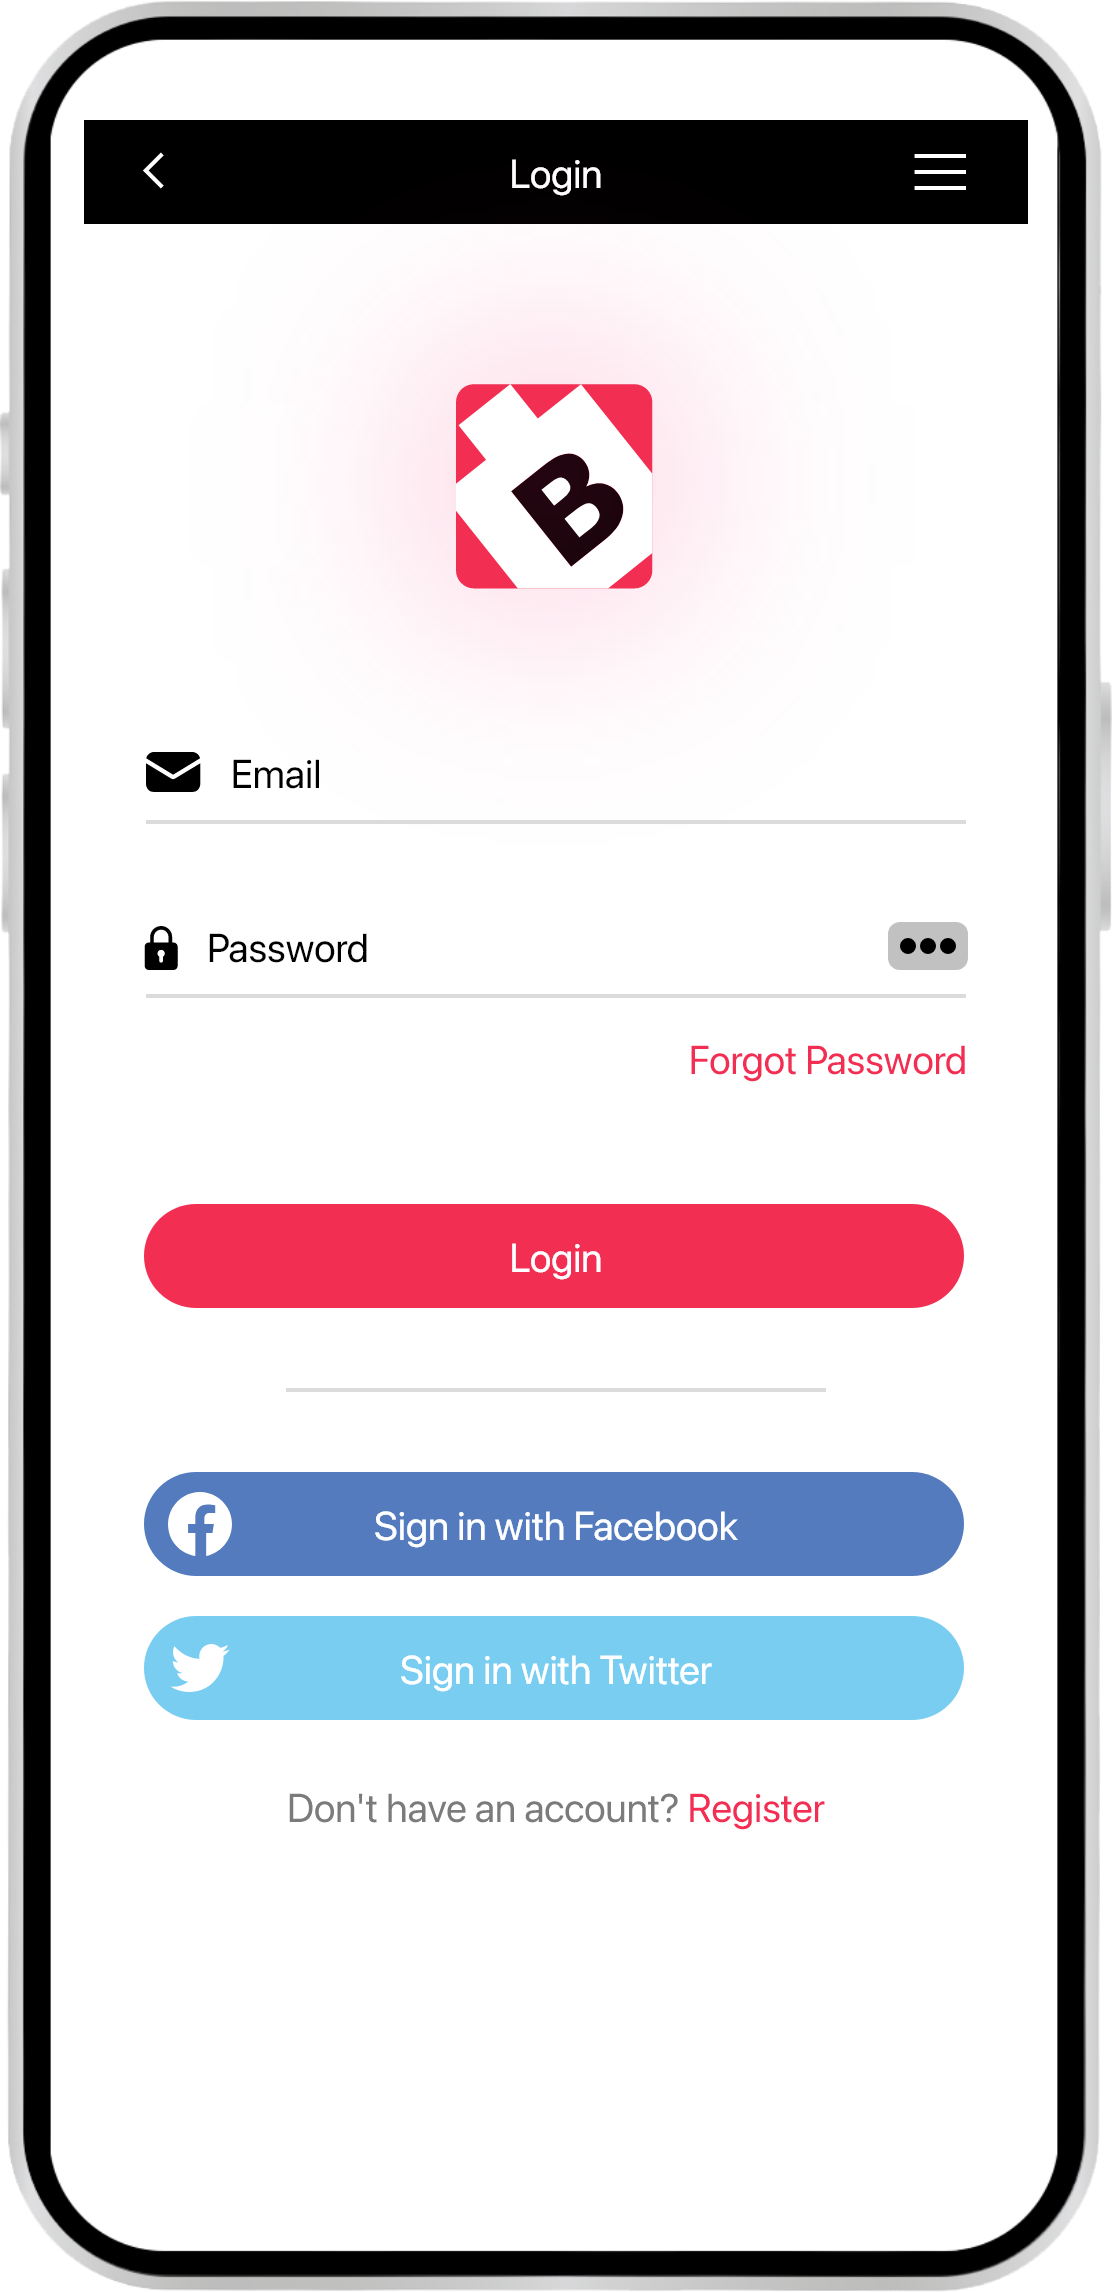 Login
B
Email
Password
Forgot Password
Login
Sign in with Facebook
Sign in with Twitter
Don't have an account? Register